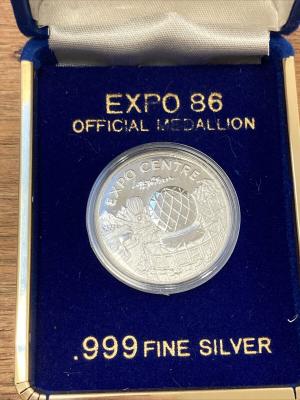 EXPO 86
OFFICIAL MEDALLION
EXPO CENTRE
.999 FINE SILVER